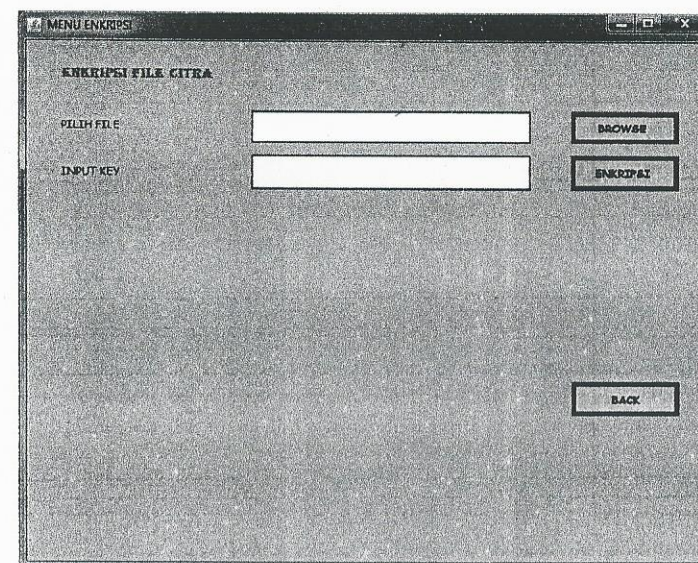 MENU ENKRIPSI
ENKRIPSI FILE CITRA
PILIH FILE
BROWSE
INPUT KEY
ENKRIPSI
BACK